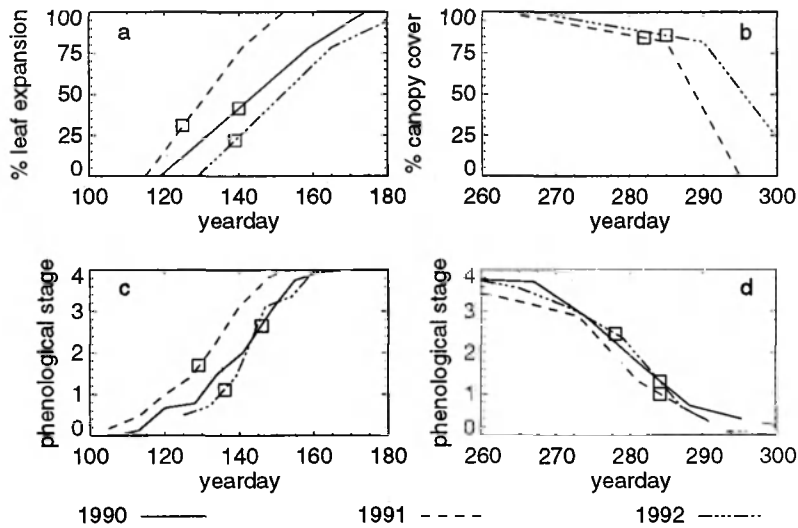 100
75
50
25
0
% leaf expansion
a
100 120 140 160 180
yearday
100
75
50
25
0
% canopy cover
b
260 270 280 290 300
yearday
4
3
2
1
0
phenological stage
c
100 120 140 160 180
yearday
4
3
2
1
0
phenological stage
d
260 270 280 290 300
yearday
1990 1991 1992